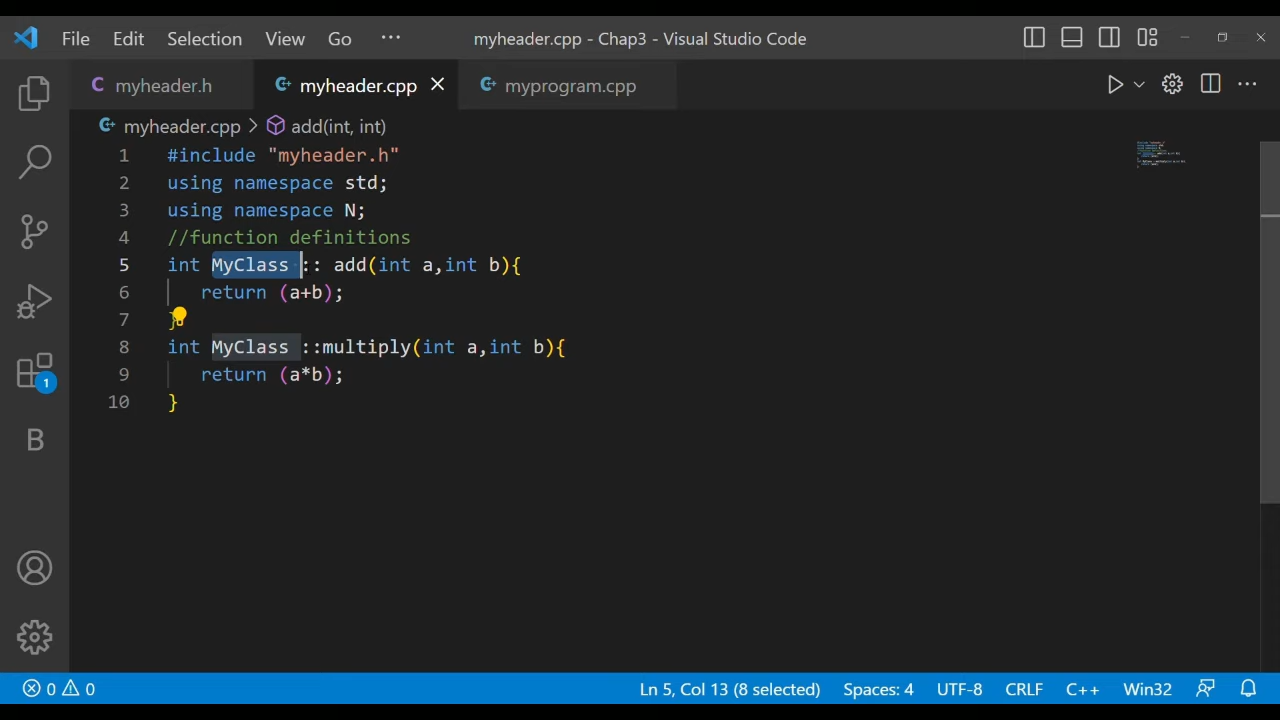 File Edit Selection View Go ··· myheader.cpp - Chap3 - Visual Studio Code
myheader.h myheader.cpp myprogram.cpp
myheader.cpp > add(int, int)
1 #include "myheader.h"
2 using namespace std;
3 using namespace N;
4 //function definitions
5 int MyClass :: add(int a,int b){
6 return (a+b);
7 }
8 int MyClass ::multiply(int a,int b){
9 return (a*b);
10 }
1
B
0 0 Ln 5, Col 13 (8 selected) Spaces: 4 UTF-8 CRLF C++ Win32